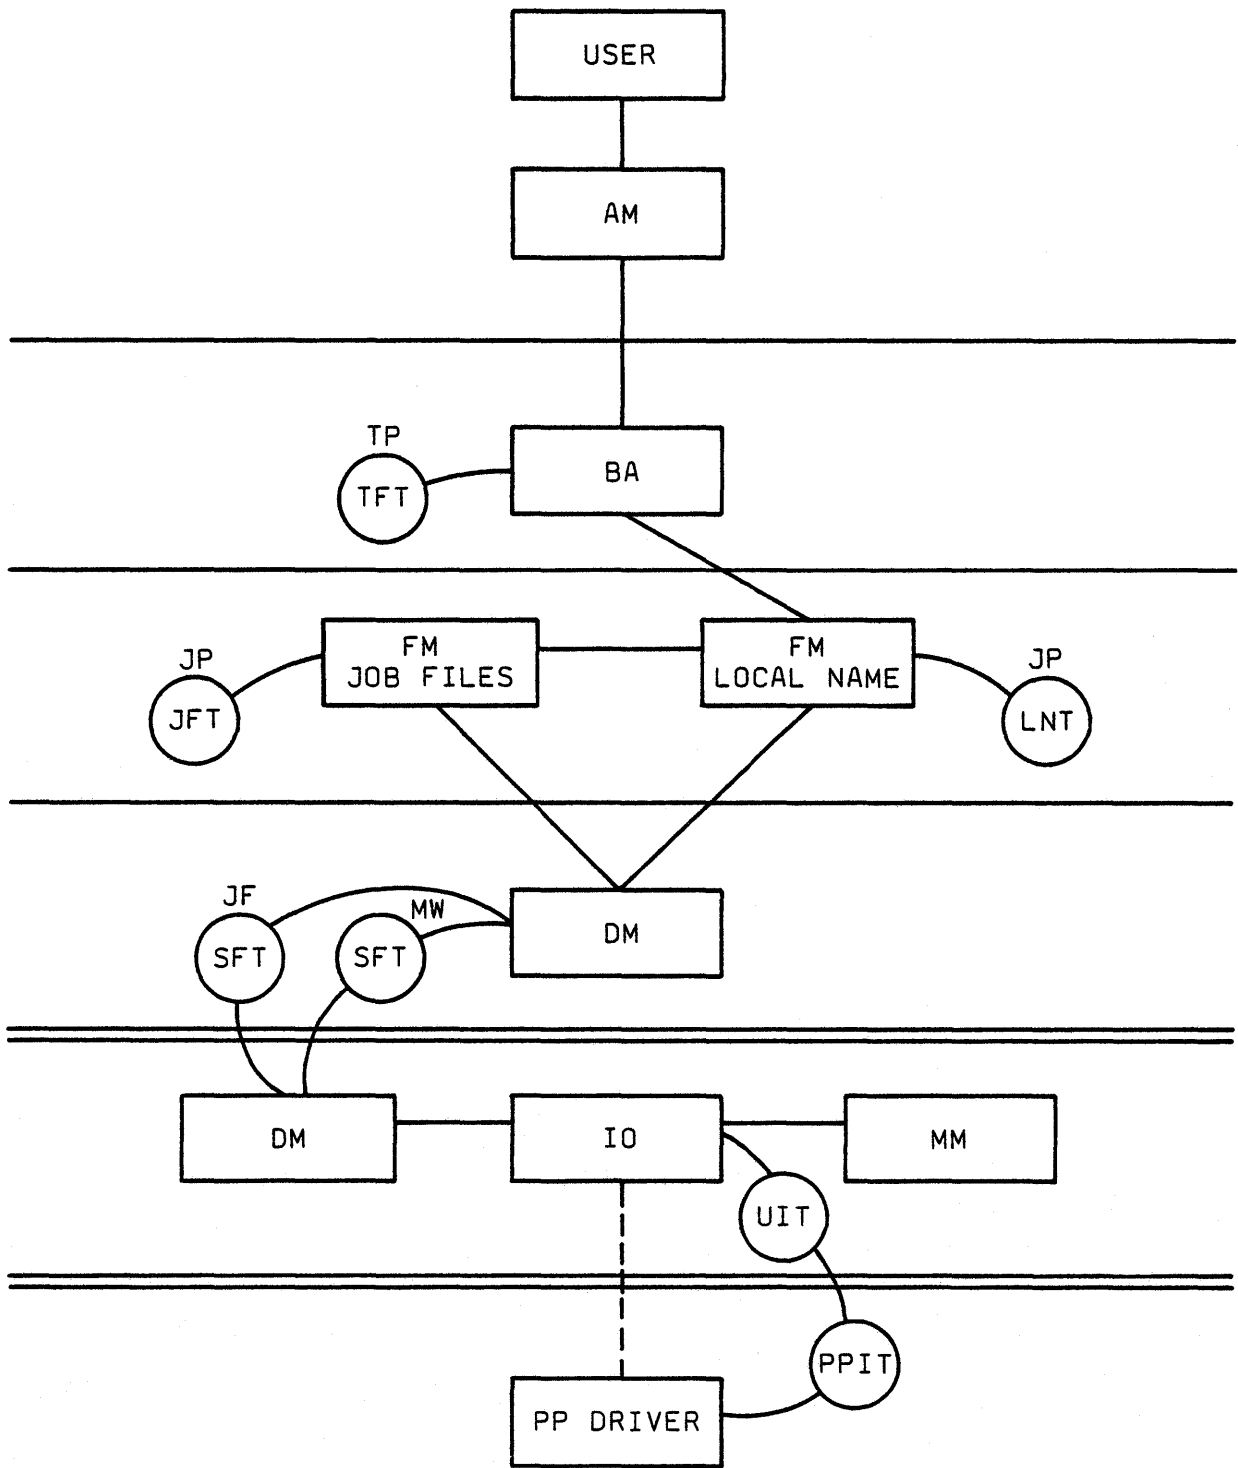 USER
AM
TP
TFT
BA
FM
JOB FILES
FM
LOCAL NAME
JP
JFT
JP
LNT
JF
MW
SFT
SFT
DM
DM
IO
MM
UIT
PPIT
PP DRIVER